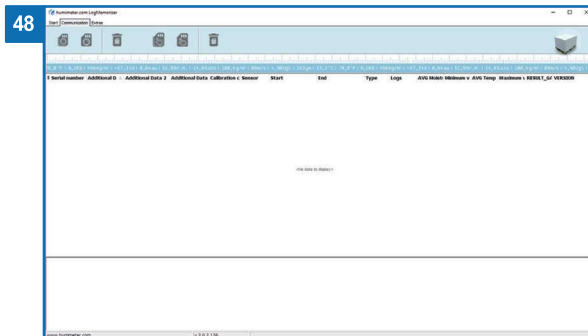 48
humimeter.com LogMemorizer
Start Communication Extras
Serial number Additional D Additional Data 2 Additional Data Calibration c Sensor Start End Type Logs AVG Moist Minimum v AVG Temp Maximum v RESULT_GA VERSION
<No data to display>
www.humimeter.com